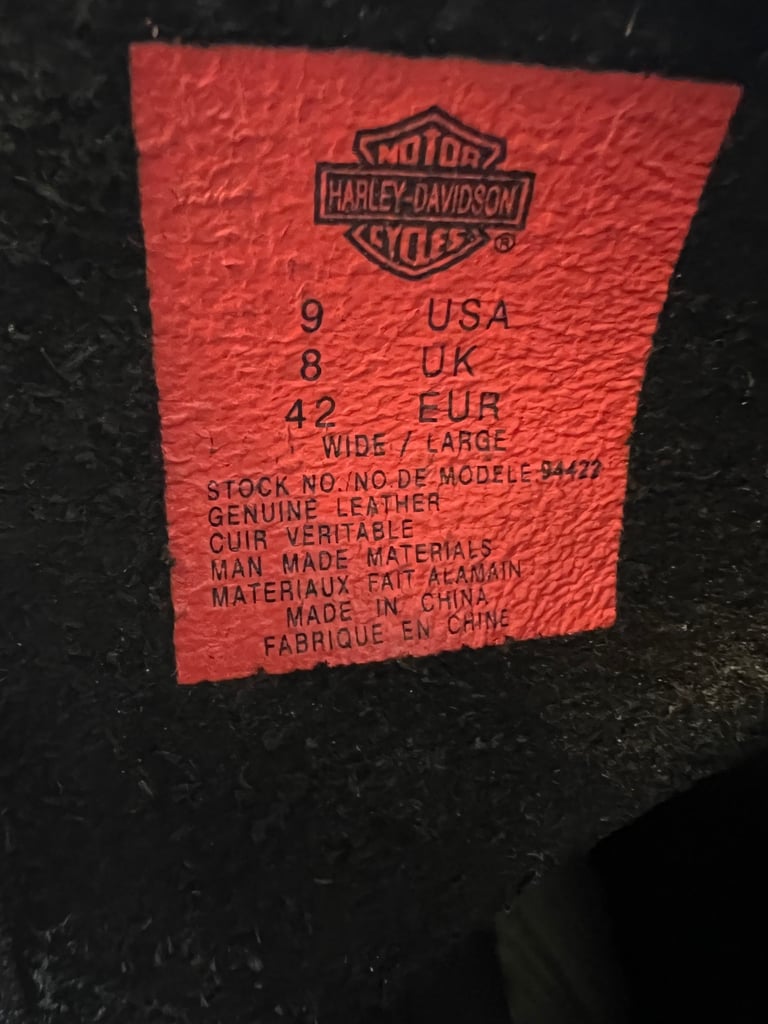 MOTOR
HARLEY-DAVIDSON
CYCLES ®
9 USA
8 UK
42 EUR
WIDE / LARGE
STOCK NO./NO.DE MODELE 94422
GENUINE LEATHER
CUIR VERITABLE
MAN MADE MATERIALS
MATERIAUX FAIT ALAMAIN
MADE IN CHINA
FABRIQUE EN CHINE